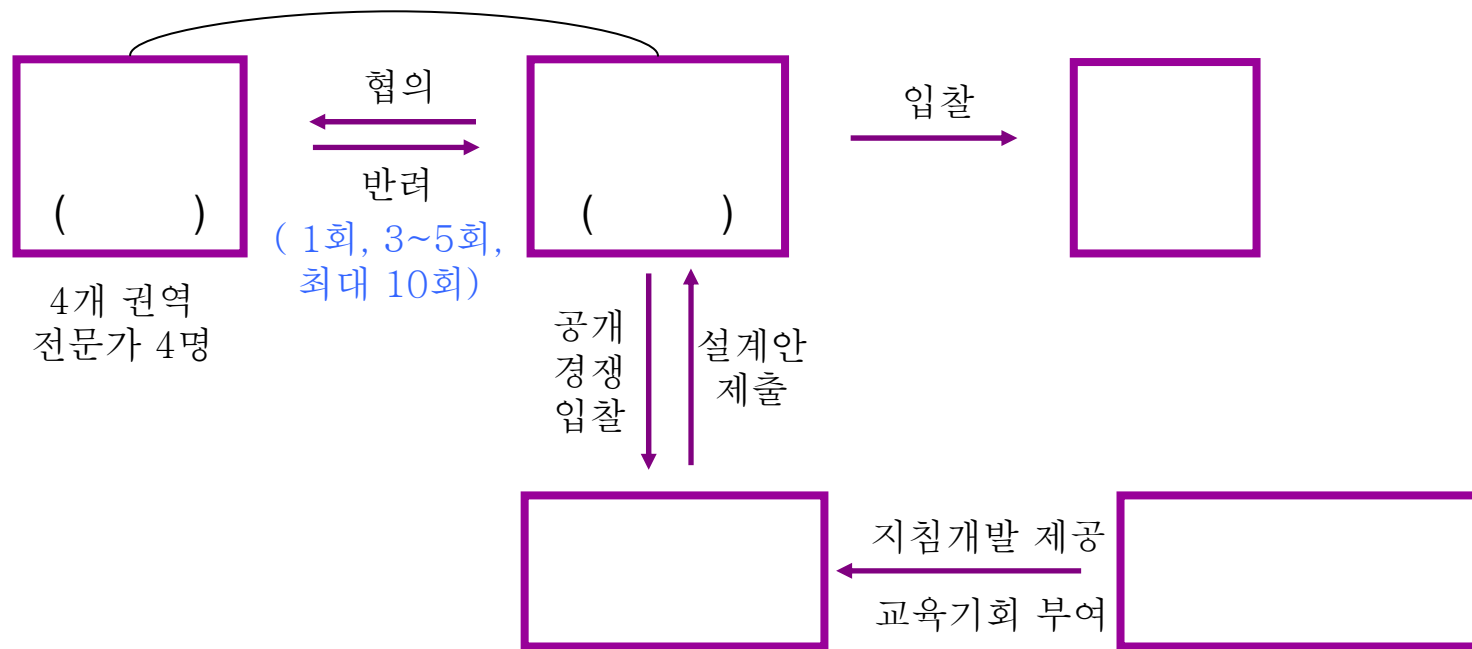 협의
반려
( 1회, 3~5회,
최대 10회)
(        )
4개 권역
전문가 4명
(        )
입찰
공개
경쟁
입찰
설계안
제출
지침개발 제공
교육기회 부여